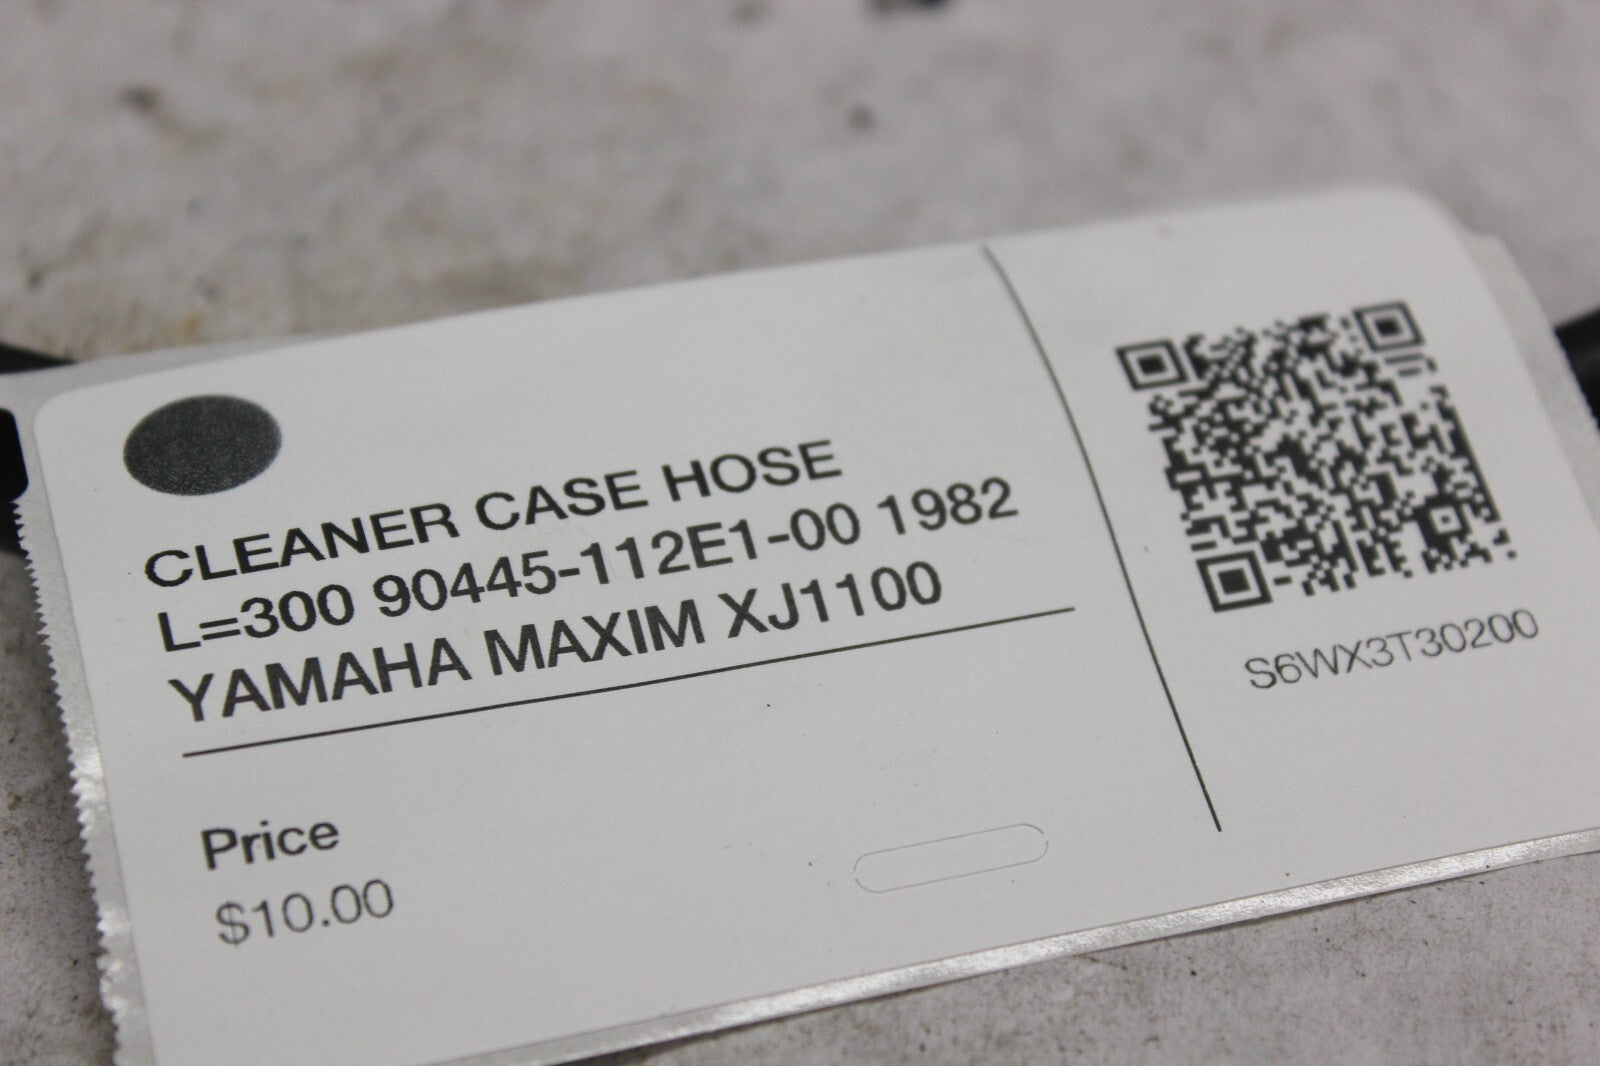 CLEANER CASE HOSE
L=300 90445-112E1-00 1982
YAMAHA MAXIM XJ1100
Price
$10.00
S6WX3T30200